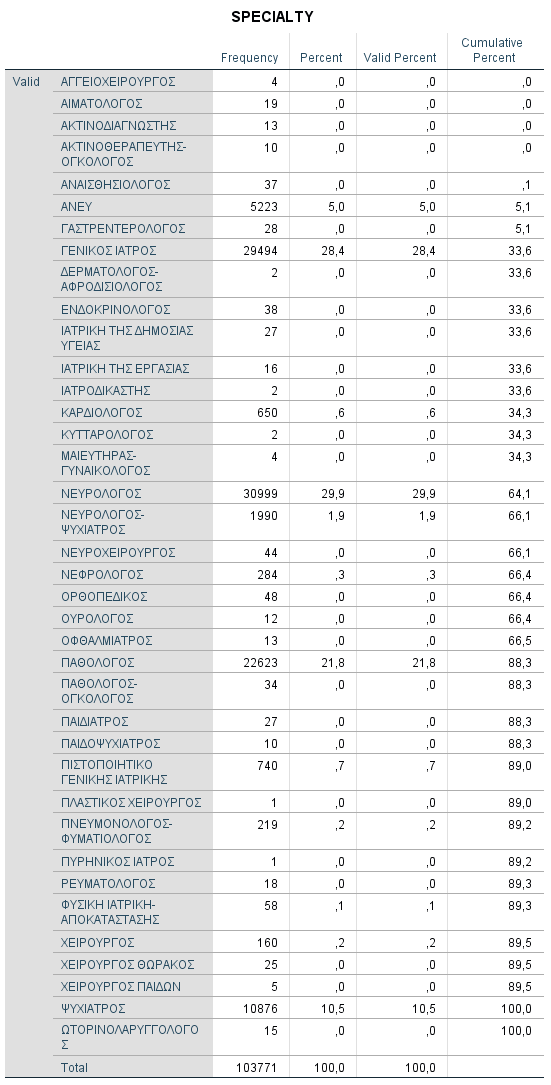 SPECIALTY
Frequency Percent Valid Percent Cumulative Percent
Valid ΑΓΓΕΙΟΧΕΙΡΟΥΡΓΟΣ 4 ,0 ,0 ,0
ΑΙΜΑΤΟΛΟΓΟΣ 19 ,0 ,0 ,0
ΑΚΤΙΝΟΔΙΑΓΝΩΣΤΗΣ 13 ,0 ,0 ,0
ΑΚΤΙΝΟΘΕΡΑΠΕΥΤΗΣ-
ΟΓΚΟΛΟΓΟΣ 10 ,0 ,0 ,0
ΑΝΑΙΣΘΗΣΙΟΛΟΓΟΣ 37 ,0 ,0 ,1
ΑΝΕΥ 5223 5,0 5,0 5,1
ΓΑΣΤΡΕΝΤΕΡΟΛΟΓΟΣ 28 ,0 ,0 5,1
ΓΕΝΙΚΟΣ ΙΑΤΡΟΣ 29494 28,4 28,4 33,6
ΔΕΡΜΑΤΟΛΟΓΟΣ-
ΑΦΡΟΔΙΣΙΟΛΟΓΟΣ 2 ,0 ,0 33,6
ΕΝΔΟΚΡΙΝΟΛΟΓΟΣ 38 ,0 ,0 33,6
ΙΑΤΡΙΚΗ ΤΗΣ ΔΗΜΟΣΙΑΣ
ΥΓΕΙΑΣ 27 ,0 ,0 33,6
ΙΑΤΡΙΚΗ ΤΗΣ ΕΡΓΑΣΙΑΣ 16 ,0 ,0 33,6
ΙΑΤΡΟΔΙΚΑΣΤΗΣ 2 ,0 ,0 33,6
ΚΑΡΔΙΟΛΟΓΟΣ 650 ,6 ,6 34,3
ΚΥΤΤΑΡΟΛΟΓΟΣ 2 ,0 ,0 34,3
ΜΑΙΕΥΤΗΡΑΣ-
ΓΥΝΑΙΚΟΛΟΓΟΣ 4 ,0 ,0 34,3
ΝΕΥΡΟΛΟΓΟΣ 30999 29,9 29,9 64,1
ΝΕΥΡΟΛΟΓΟΣ-
ΨΥΧΙΑΤΡΟΣ 1990 1,9 1,9 66,1
ΝΕΥΡΟΧΕΙΡΟΥΡΓΟΣ 44 ,0 ,0 66,1
ΝΕΦΡΟΛΟΓΟΣ 284 ,3 ,3 66,4
ΟΡΘΟΠΕΔΙΚΟΣ 48 ,0 ,0 66,4
ΟΥΡΟΛΟΓΟΣ 12 ,0 ,0 66,4
ΟΦΘΑΛΜΙΑΤΡΟΣ 13 ,0 ,0 66,5
ΠΑΘΟΛΟΓΟΣ 22623 21,8 21,8 88,3
ΠΑΘΟΛΟΓΟΣ-
ΟΓΚΟΛΟΓΟΣ 34 ,0 ,0 88,3
ΠΑΙΔΙΑΤΡΟΣ 27 ,0 ,0 88,3
ΠΑΙΔΟΨΥΧΙΑΤΡΟΣ 10 ,0 ,0 88,3
ΠΙΣΤΟΠΟΙΗΤΙΚΟ
ΓΕΝΙΚΗΣ ΙΑΤΡΙΚΗΣ 740 ,7 ,7 89,0
ΠΛΑΣΤΙΚΟΣ ΧΕΙΡΟΥΡΓΟΣ 1 ,0 ,0 89,0
ΠΝΕΥΜΟΝΟΛΟΓΟΣ-
ΦΥΜΑΤΙΟΛΟΓΟΣ 219 ,2 ,2 89,2
ΠΥΡΗΝΙΚΟΣ ΙΑΤΡΟΣ 1 ,0 ,0 89,2
ΡΕΥΜΑΤΟΛΟΓΟΣ 18 ,0 ,0 89,3
ΦΥΣΙΚΗ ΙΑΤΡΙΚΗ-
ΑΠΟΚΑΤΑΣΤΑΣΗΣ 58 ,1 ,1 89,3
ΧΕΙΡΟΥΡΓΟΣ 160 ,2 ,2 89,5
ΧΕΙΡΟΥΡΓΟΣ ΘΩΡΑΚΟΣ 25 ,0 ,0 89,5
ΧΕΙΡΟΥΡΓΟΣ ΠΑΙΔΩΝ 5 ,0 ,0 89,5
ΨΥΧΙΑΤΡΟΣ 10876 10,5 10,5 100,0
ΩΤΟΡΙΝΟΛΑΡΥΓΓΟΛΟΓΟ
Σ 15 ,0 ,0 100,0
Total 103771 100,0 100,0